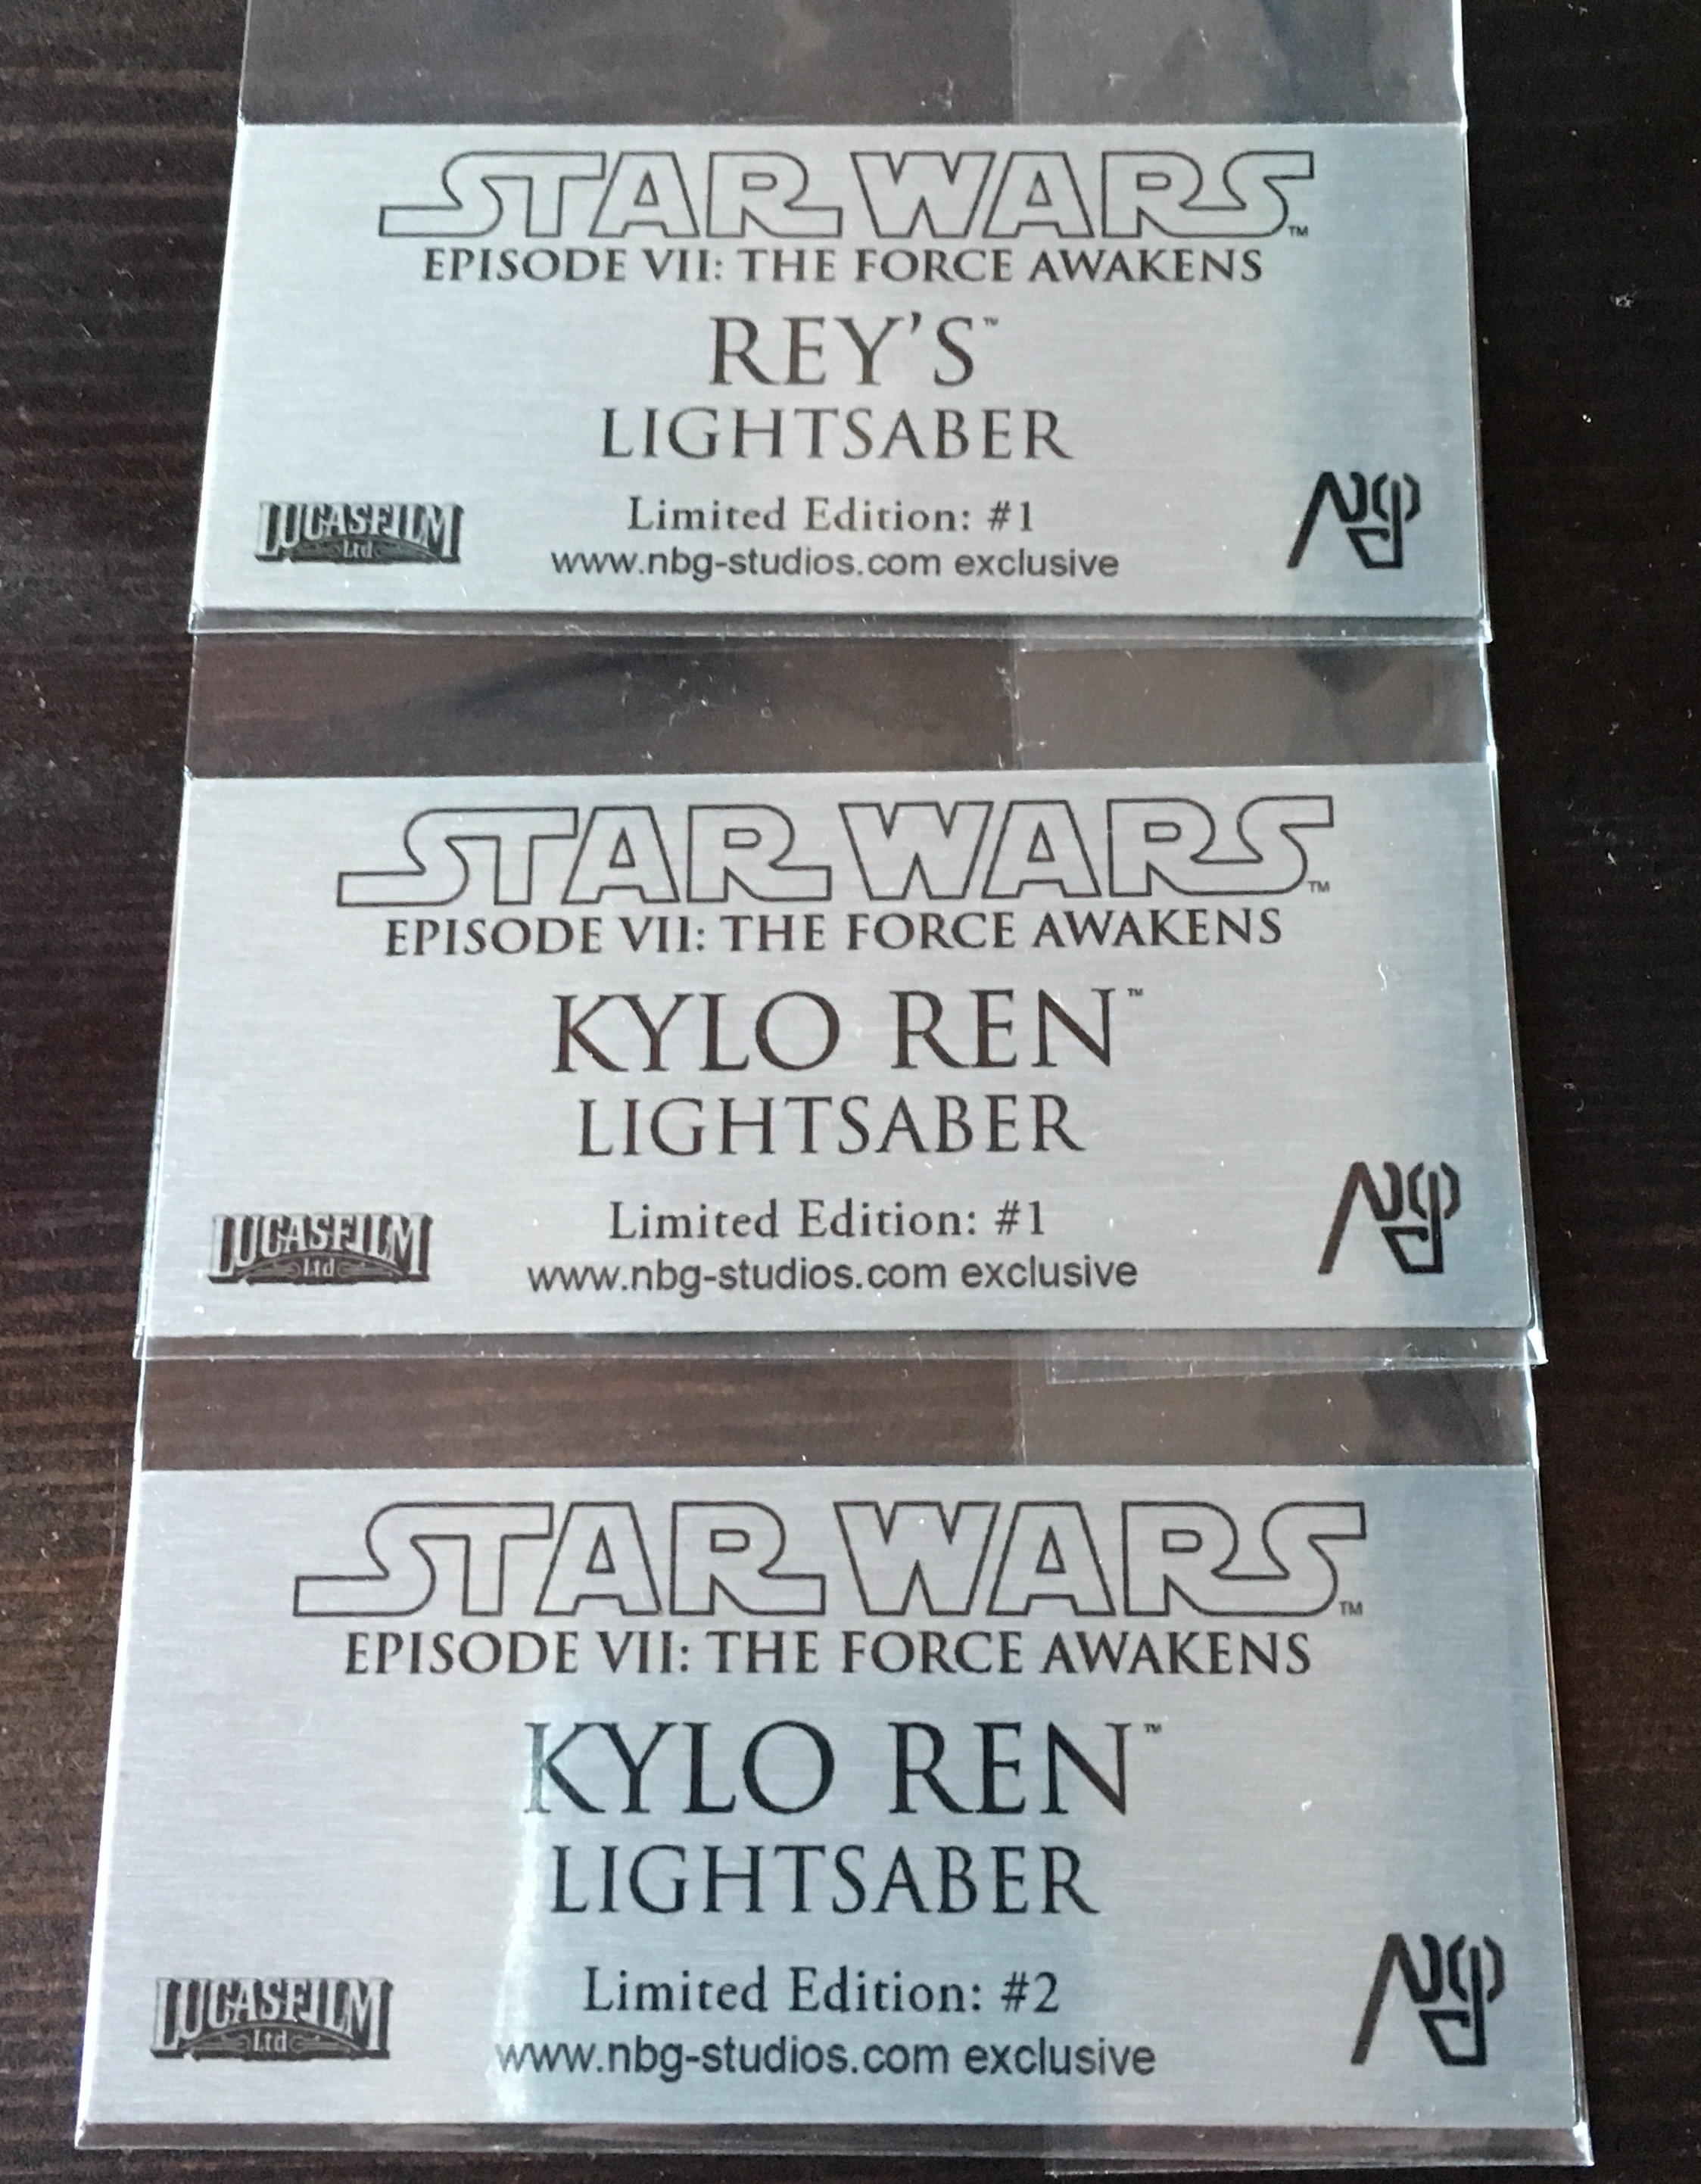 STAR WARS™
EPISODE VII: THE FORCE AWAKENS
REY'S™
LIGHTSABER
Limited Edition: #1
LUCASFILM
Ltd
www.nbg-studios.com exclusive
STAR WARS™
EPISODE VII: THE FORCE AWAKENS
KYLO REN™
LIGHTSABER
Limited Edition: #1
LUCASFILM
Ltd
www.nbg-studios.com exclusive
STAR WARS™
EPISODE VII: THE FORCE AWAKENS
KYLO REN™
LIGHTSABER
Limited Edition: #2
LUCASFILM
Ltd
www.nbg-studios.com exclusive